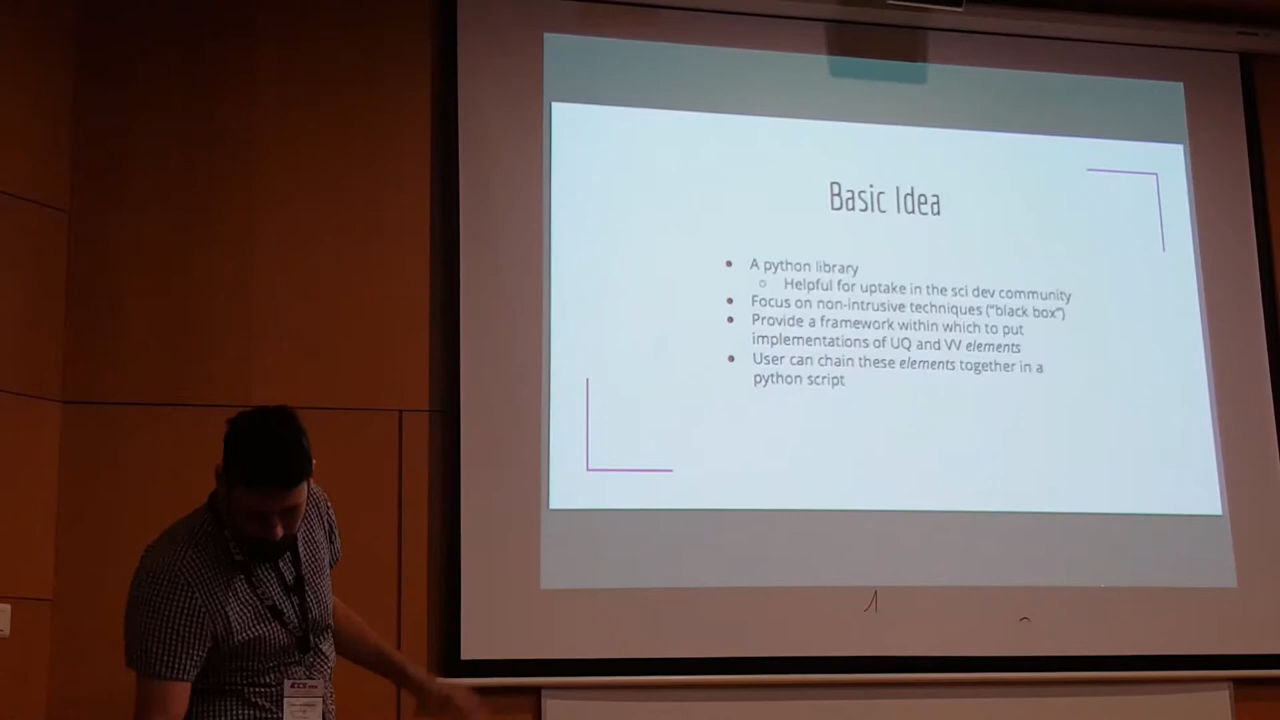 Basic Idea
● A python library
○ Helpful for uptake in the sci dev community
● Focus on non-intrusive techniques ("black box")
● Provide a framework within which to put
implementations of UQ and VV elements
● User can chain these elements together in a
python script